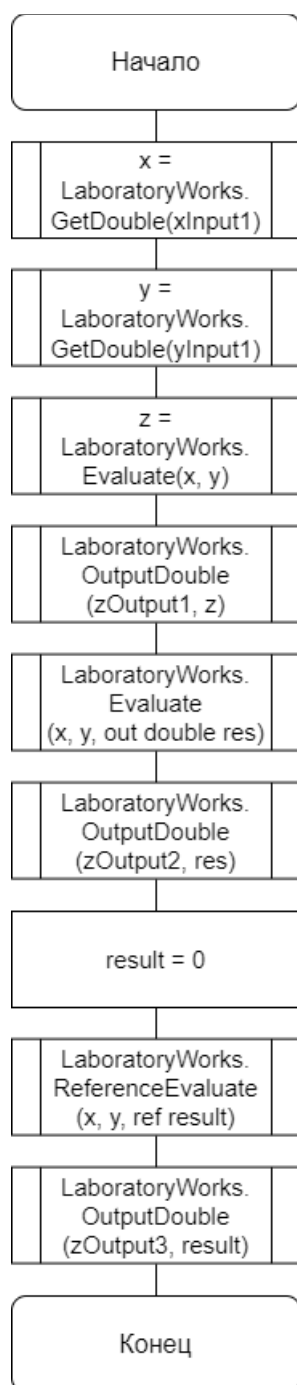 Начало
x =
LaboratoryWorks.
GetDouble(xInput1)
y =
LaboratoryWorks.
GetDouble(yInput1)
z =
LaboratoryWorks.
Evaluate(x, y)
LaboratoryWorks.
OutputDouble
(zOutput1, z)
LaboratoryWorks.
Evaluate
(x, y, out double res)
LaboratoryWorks.
OutputDouble
(zOutput2, res)
result = 0
LaboratoryWorks.
ReferenceEvaluate
(x, y, ref result)
LaboratoryWorks.
OutputDouble
(zOutput3, result)
Конец